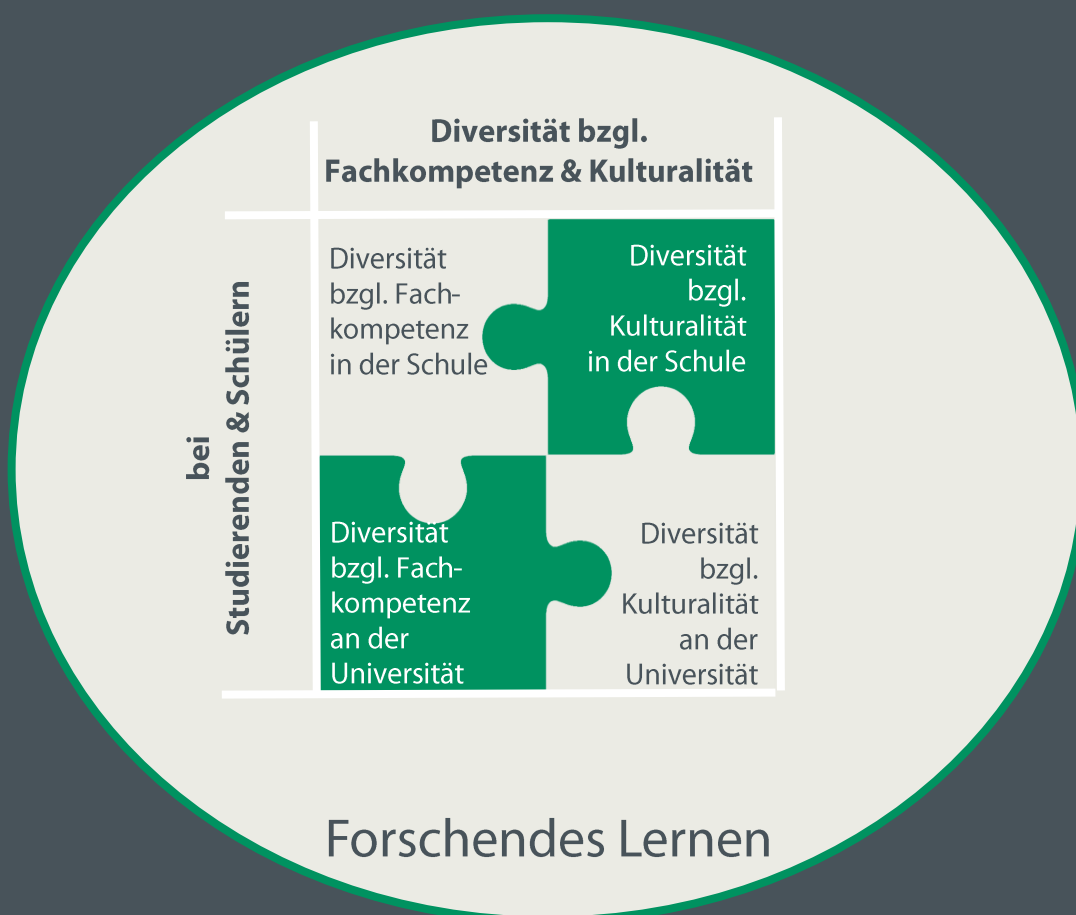 Diversität bzgl.
Fachkompetenz & Kulturalität
bei
Studierenden & Schülern
Diversität
bzgl. Fach-
kompetenz
in der Schule
Diversität
bzgl.
Kulturalität
in der Schule
Diversität
bzgl. Fach-
kompetenz
an der
Universität
Diversität
bzgl.
Kulturalität
an der
Universität
Forschendes Lernen